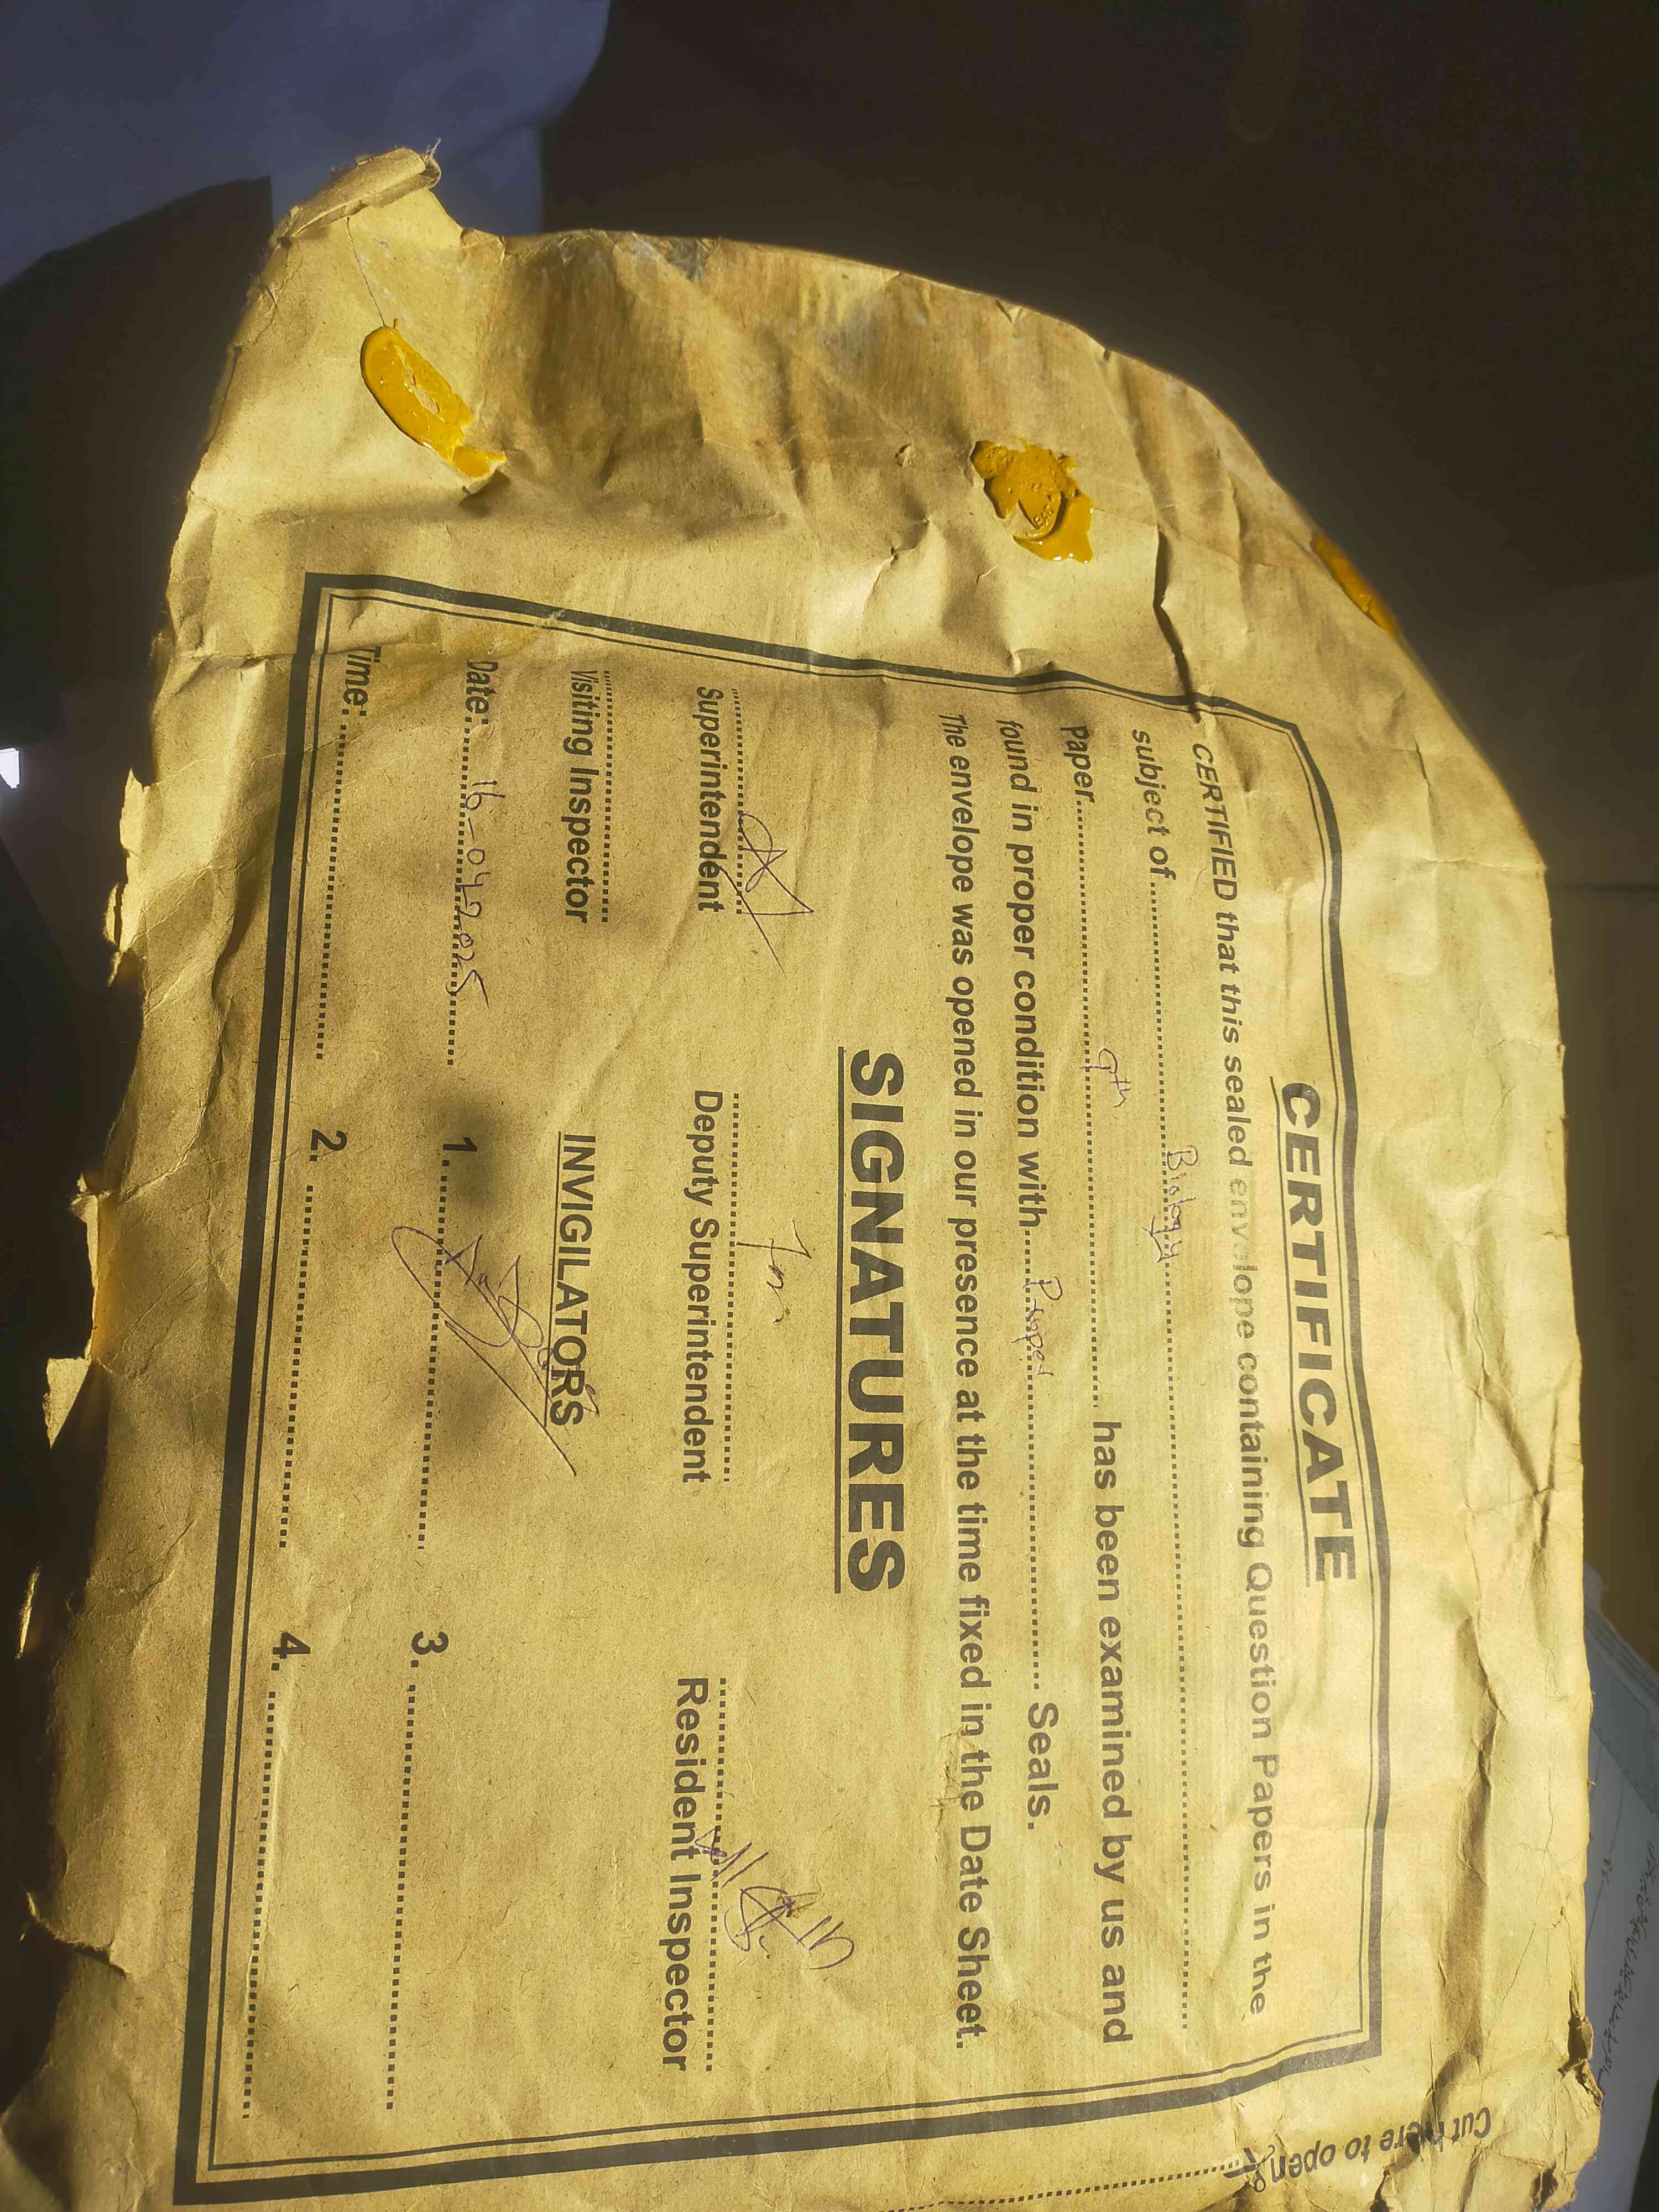 CERTIFICATE
CERTIFIED that this sealed envelope containing Question Papers in the
subject of.....Biology.....
Paper.....9th..... has been examined by us and
found in proper condition with.....Prosper..... Seals.
The envelope was opened in our presence at the time fixed in the Date Sheet.
SIGNATURES
Superintendent Deputy Superintendent Resident Inspector
Visiting Inspector INVIGILATORS
Date:.....16-04-2025..... 1. ..... 3. .....
Time:..... 2. ..... 4. .....
Cut Here to open